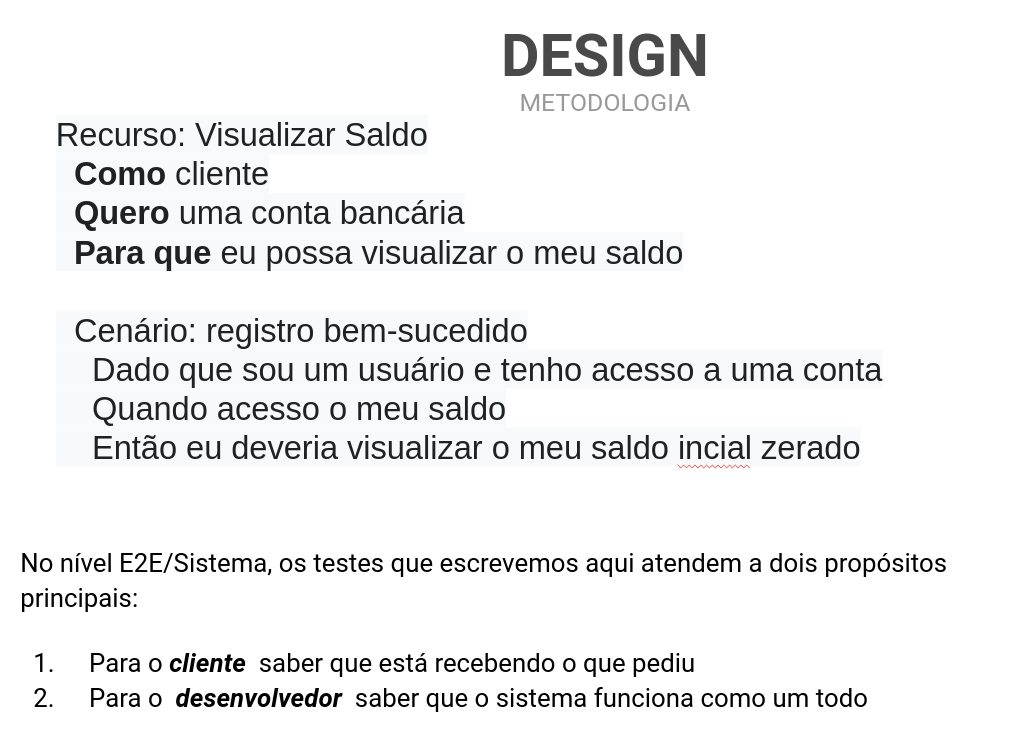 DESIGN
METODOLOGIA
Recurso: Visualizar Saldo
Como cliente
Quero uma conta bancária
Para que eu possa visualizar o meu saldo
Cenário: registro bem-sucedido
Dado que sou um usuário e tenho acesso a uma conta
Quando acesso o meu saldo
Então eu deveria visualizar o meu saldo incial zerado
No nível E2E/Sistema, os testes que escrevemos aqui atendem a dois propósitos
principais:
1. Para o cliente saber que está recebendo o que pediu
2. Para o desenvolvedor saber que o sistema funciona como um todo